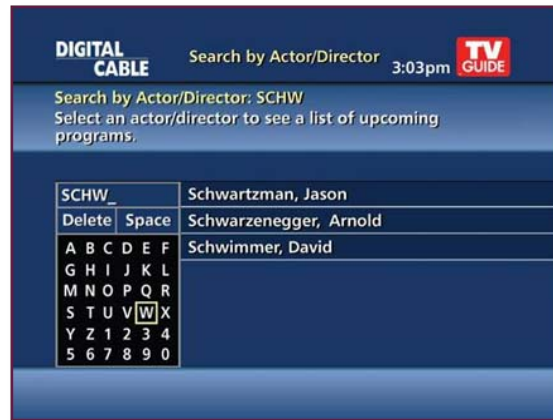 DIGITAL
CABLE
Search by Actor/Director
3:03pm
TV
GUIDE
Search by Actor/Director: SCHW
Select an actor/director to see a list of upcoming
programs.
SCHW_
Delete Space
A B C D E F
G H I J K L
M N O P Q R
S T U V W X
Y Z 1 2 3 4
5 6 7 8 9 0
Schwartzman, Jason
Schwarzenegger, Arnold
Schwimmer, David